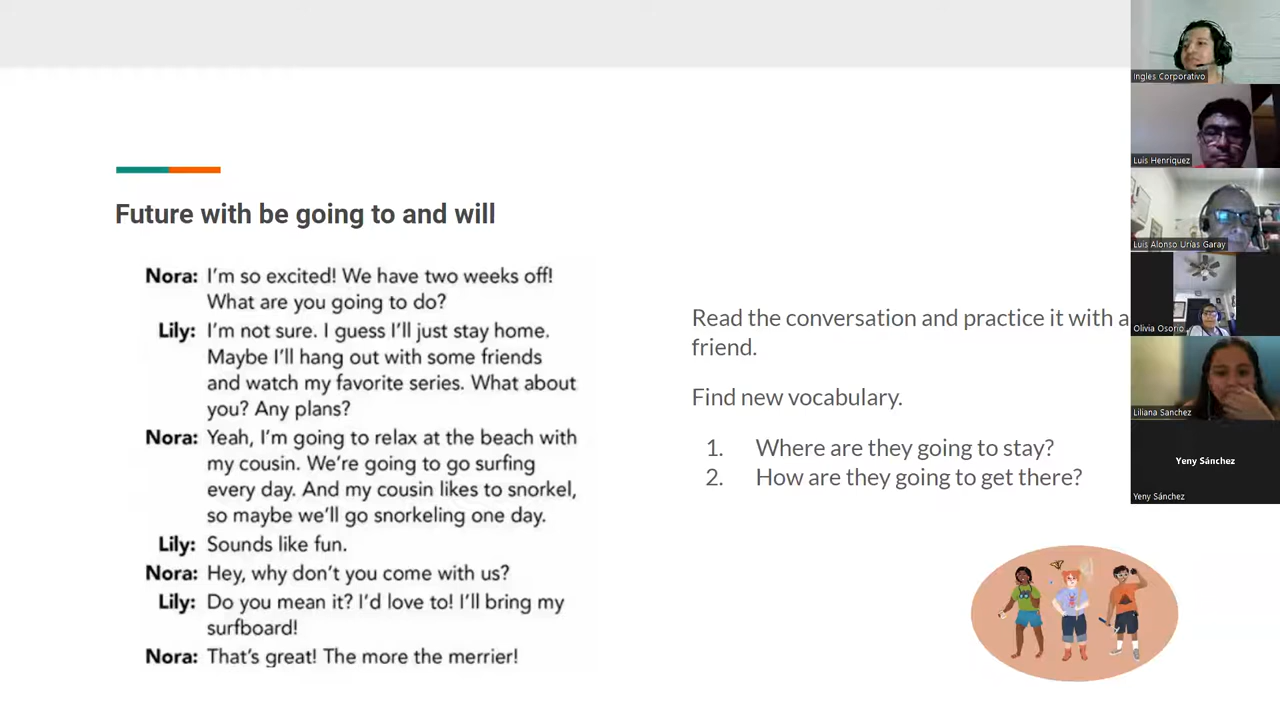 Future with be going to and will
Nora: I'm so excited! We have two weeks off!
What are you going to do?
Lily: I'm not sure. I guess I'll just stay home.
Maybe I'll hang out with some friends
and watch my favorite series. What about
you? Any plans?
Nora: Yeah, I'm going to relax at the beach with
my cousin. We're going to go surfing
every day. And my cousin likes to snorkel,
so maybe we'll go snorkeling one day.
Lily: Sounds like fun.
Nora: Hey, why don't you come with us?
Lily: Do you mean it? I'd love to! I'll bring my
surfboard!
Nora: That's great! The more the merrier!
Read the conversation and practice it with a
friend.
Find new vocabulary.
1. Where are they going to stay?
2. How are they going to get there?
Ingles Corporativo
Luis Henriquez
Luis Alonso Urías Garay
Olivia Osorio
Liliana Sanchez
Yeny Sánchez
Yeny Sánchez